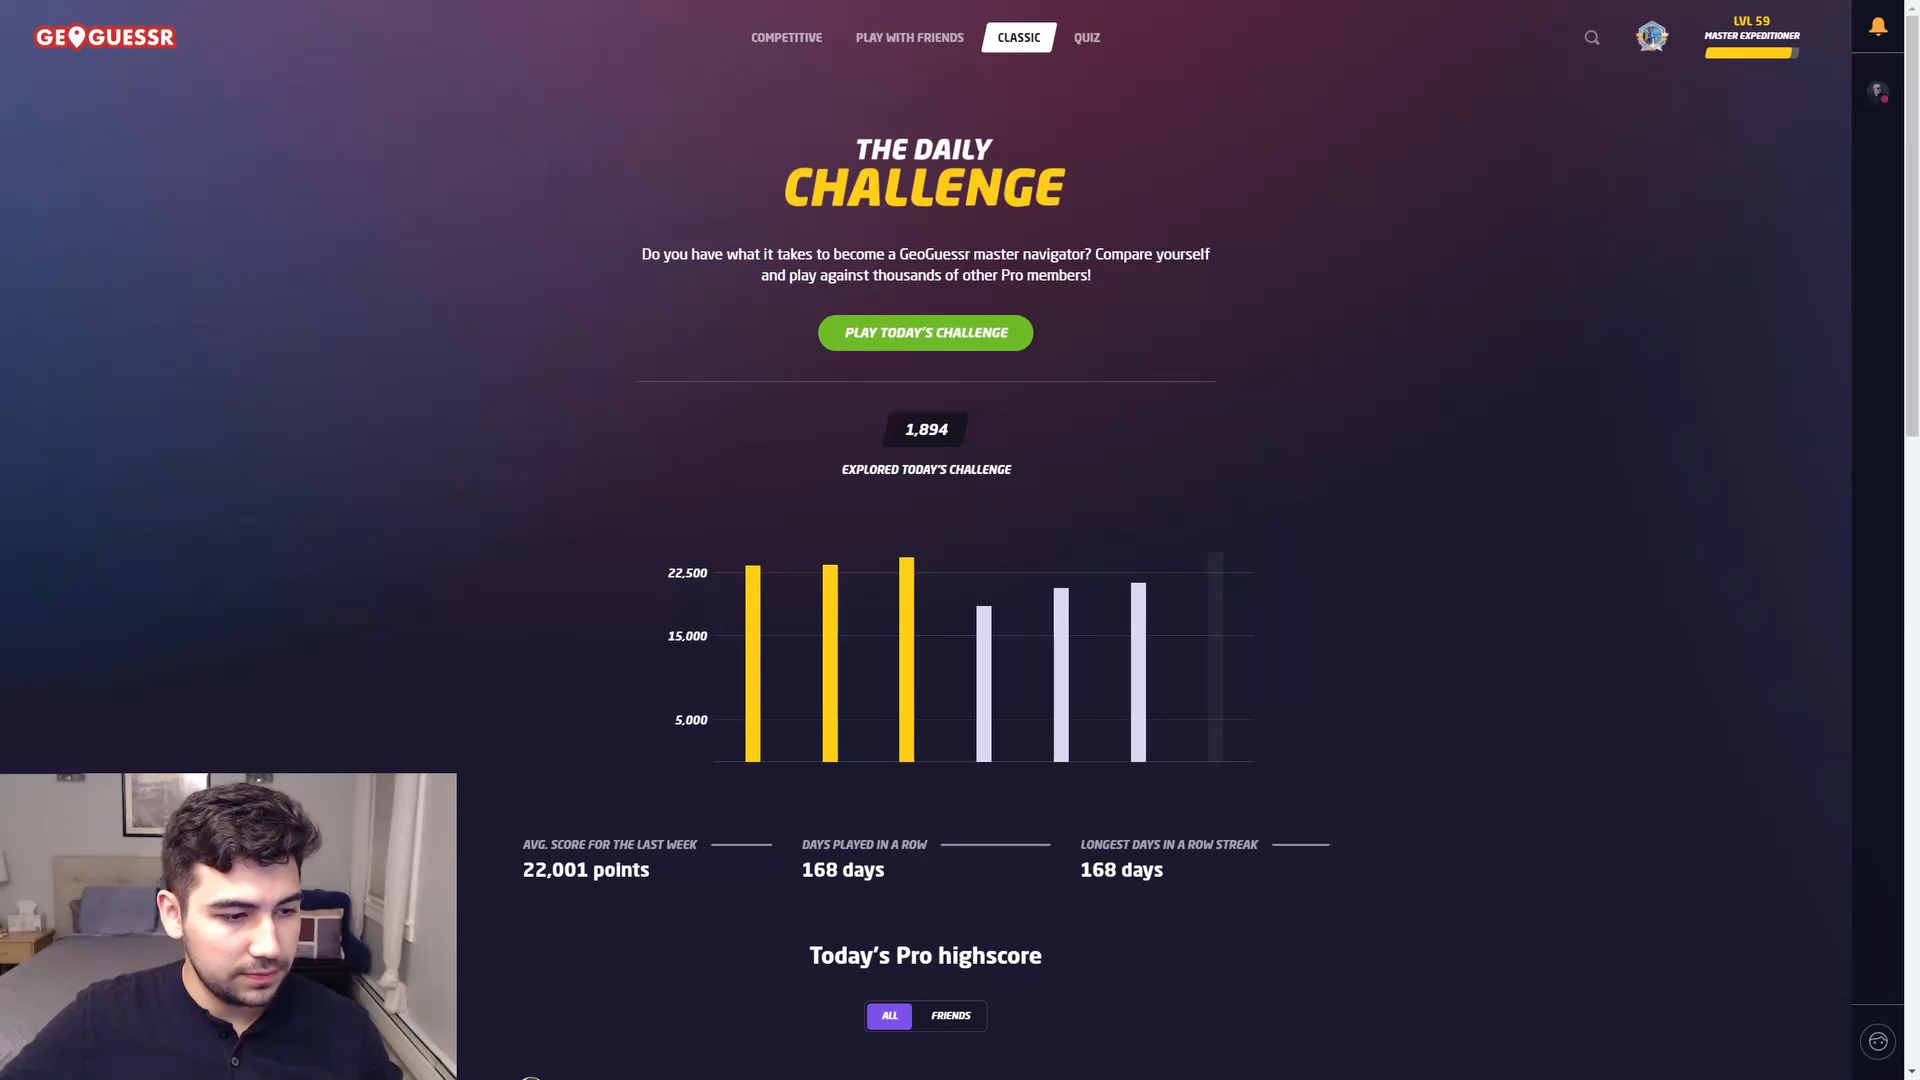 GEOGUESSR
COMPETITIVE
PLAY WITH FRIENDS
CLASSIC
QUIZ
LVL 59
MASTER EXPEDITIONER
THE DAILY
CHALLENGE
Do you have what it takes to become a GeoGuessr master navigator? Compare yourself
and play against thousands of other Pro members!
PLAY TODAY'S CHALLENGE
1,894
EXPLORED TODAY'S CHALLENGE
22,500
15,000
5,000
AVG. SCORE FOR THE LAST WEEK
22,001 points
DAYS PLAYED IN A ROW
168 days
LONGEST DAYS IN A ROW STREAK
168 days
Today's Pro highscore
ALL
FRIENDS